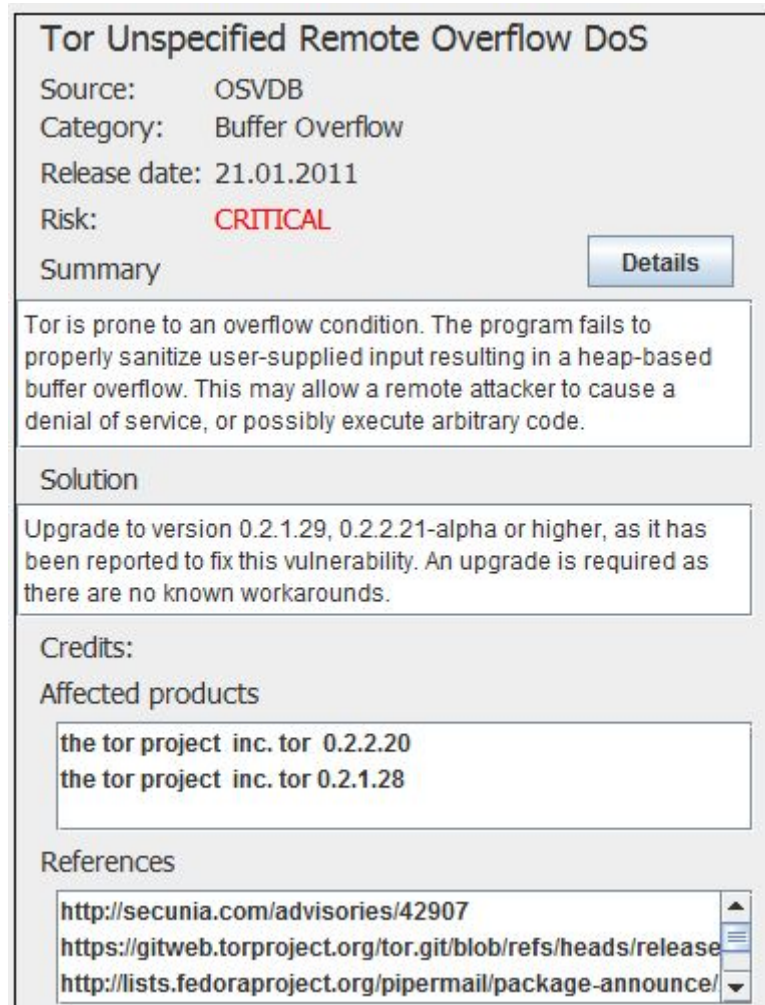 Tor Unspecified Remote Overflow DoS
Source: OSVDB
Category: Buffer Overflow
Release date: 21.01.2011
Risk: CRITICAL
Summary
Details
Tor is prone to an overflow condition. The program fails to
properly sanitize user-supplied input resulting in a heap-based
buffer overflow. This may allow a remote attacker to cause a
denial of service, or possibly execute arbitrary code.
Solution
Upgrade to version 0.2.1.29, 0.2.2.21-alpha or higher, as it has
been reported to fix this vulnerability. An upgrade is required as
there are no known workarounds.
Credits:
Affected products
the tor project inc. tor 0.2.2.20
the tor project inc. tor 0.2.1.28
References
http://secunia.com/advisories/42907
https://gitweb.torproject.org/tor.git/blob/refs/heads/release
http://lists.fedoraproject.org/pipermail/package-announce/